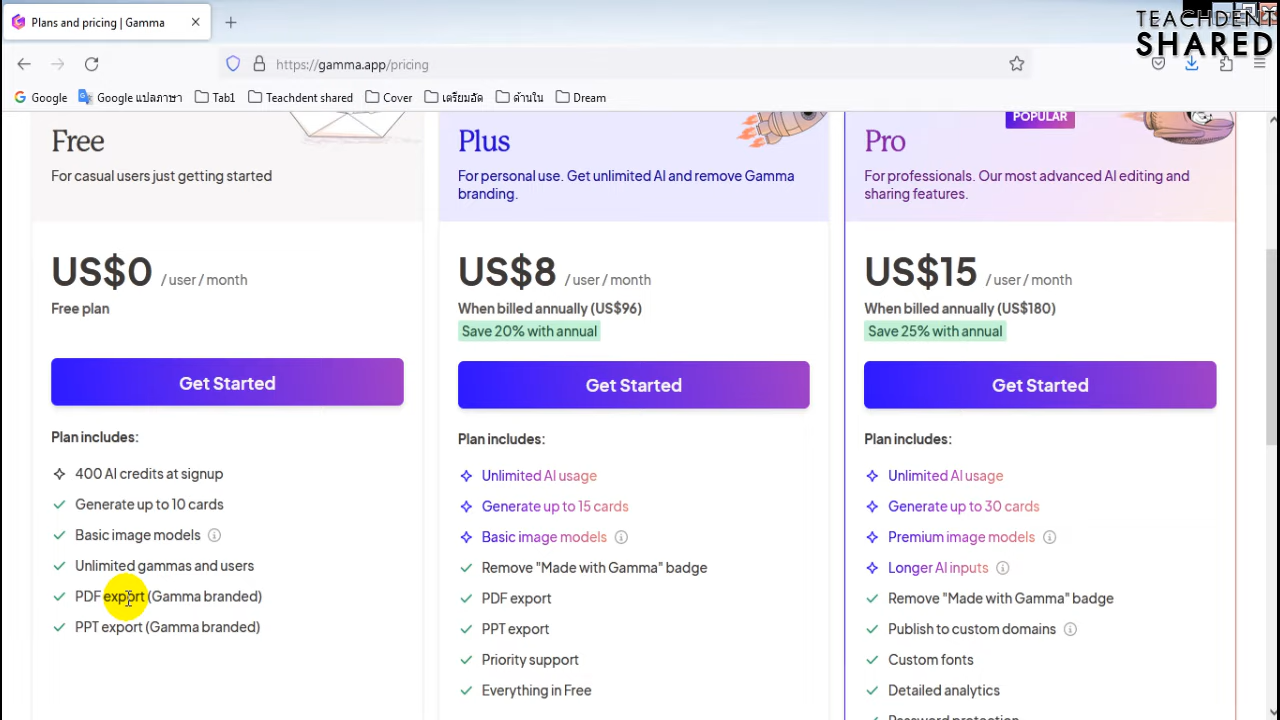 Plans and pricing | Gamma
TEACHDENT
SHARED
https://gamma.app/pricing
Google
Google แปลภาษา
Tab1
Teachdent shared
Cover
เตรียมอัด
ด้านใน
Dream
Free
For casual users just getting started
US$0 / user / month
Free plan
Get Started
Plan includes:
400 AI credits at signup
Generate up to 10 cards
Basic image models
Unlimited gammas and users
PDF export (Gamma branded)
PPT export (Gamma branded)
Plus
For personal use. Get unlimited AI and remove Gamma
branding.
US$8 / user / month
When billed annually (US$96)
Save 20% with annual
Get Started
Plan includes:
Unlimited AI usage
Generate up to 15 cards
Basic image models
Remove "Made with Gamma" badge
PDF export
PPT export
Priority support
Everything in Free
POPULAR
Pro
For professionals. Our most advanced AI editing and
sharing features.
US$15 / user / month
When billed annually (US$180)
Save 25% with annual
Get Started
Plan includes:
Unlimited AI usage
Generate up to 30 cards
Premium image models
Longer AI inputs
Remove "Made with Gamma" badge
Publish to custom domains
Custom fonts
Detailed analytics
Password protection